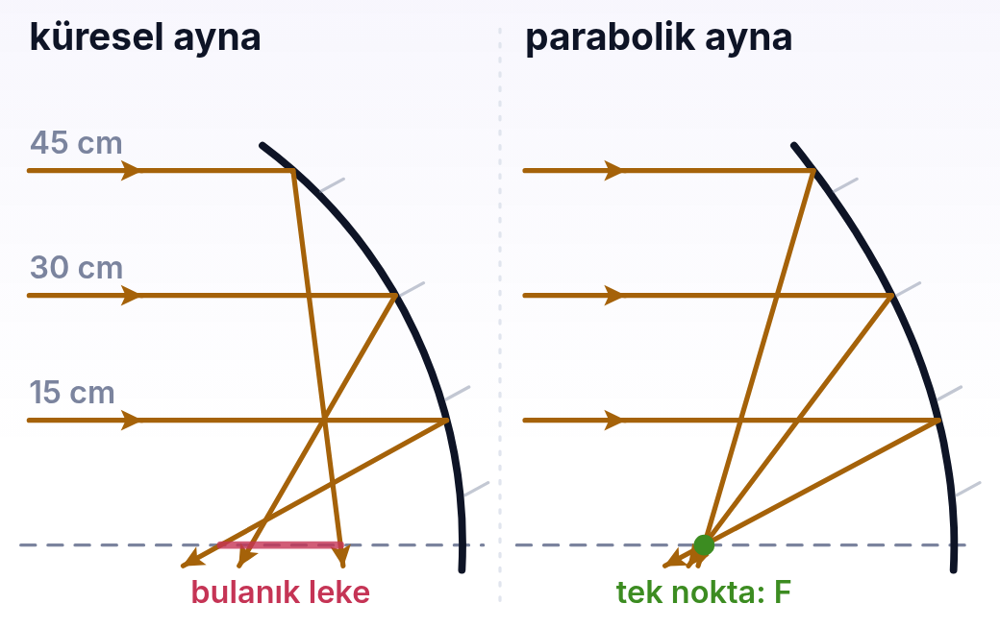 küresel ayna
45 cm
30 cm
15 cm
bulanık leke
parabolik ayna
tek nokta: F